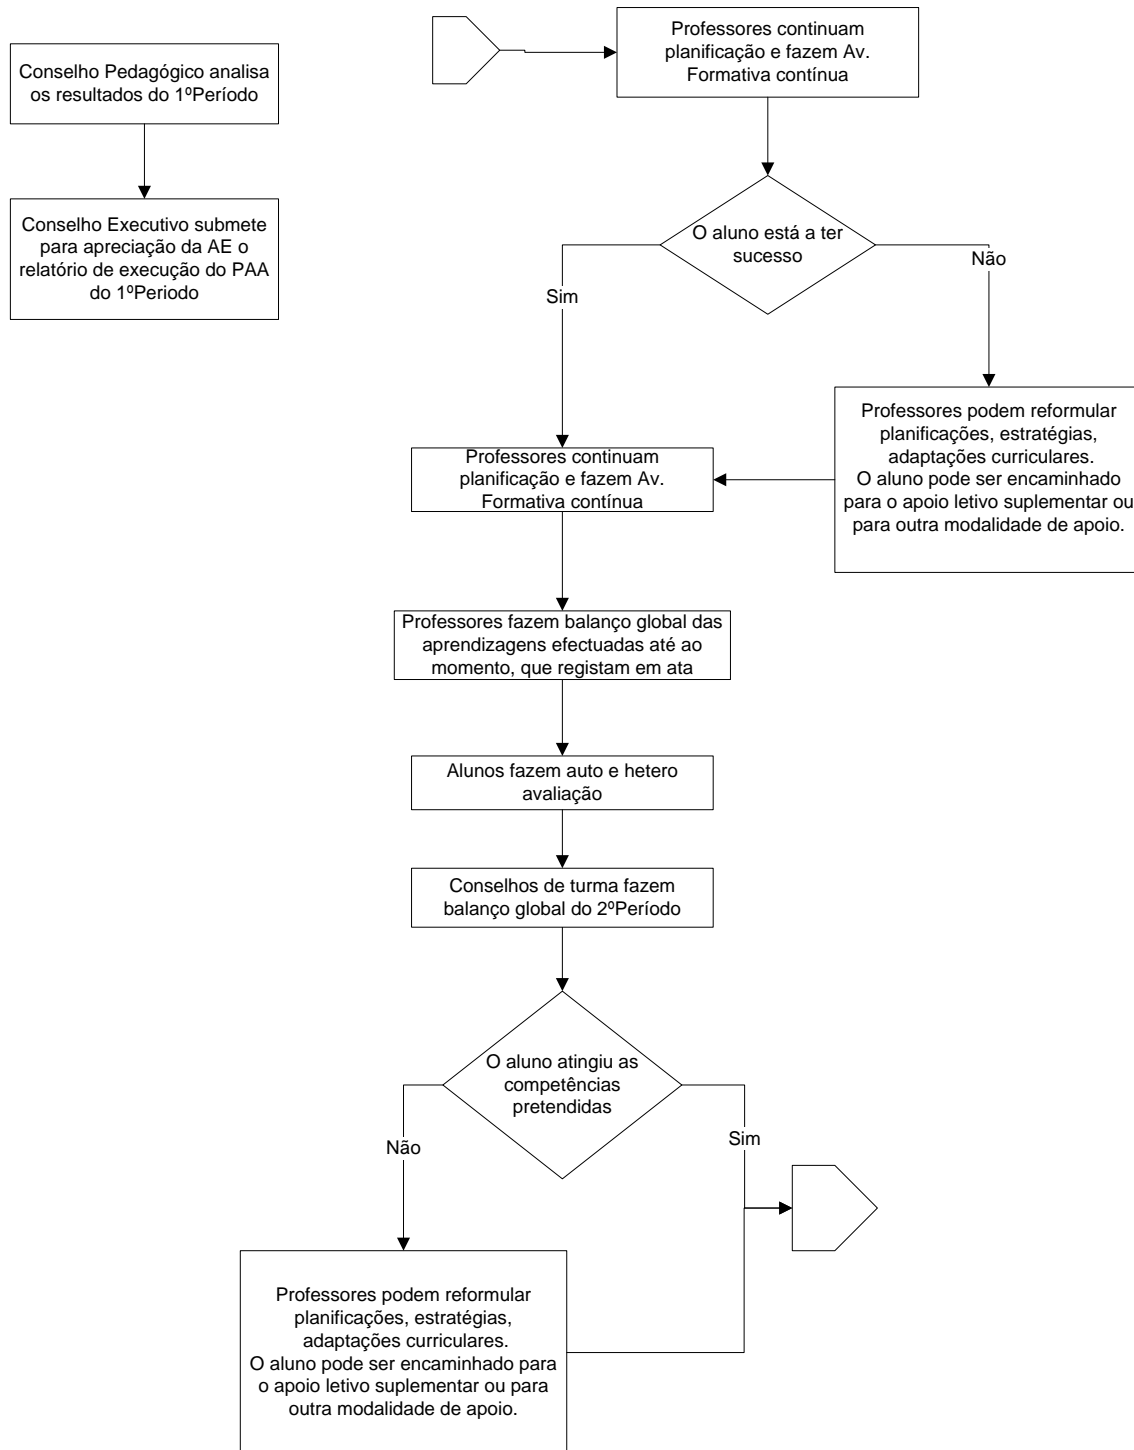 Conselho Pedagógico analisa
os resultados do 1ºPeríodo
Conselho Executivo submete
para apreciação da AE o
relatório de execução do PAA
do 1ºPeriodo
Professores continuam
planificação e fazem Av.
Formativa contínua
O aluno está a ter
sucesso
Sim
Não
Professores podem reformular
planificações, estratégias,
adaptações curriculares.
O aluno pode ser encaminhado
para o apoio letivo suplementar ou
para outra modalidade de apoio.
Professores continuam
planificação e fazem Av.
Formativa contínua
Professores fazem balanço global das
aprendizagens efectuadas até ao
momento, que registam em ata
Alunos fazem auto e hetero
avaliação
Conselhos de turma fazem
balanço global do 2ºPeríodo
O aluno atingiu as
competências
pretendidas
Não
Sim
Professores podem reformular
planificações, estratégias,
adaptações curriculares.
O aluno pode ser encaminhado para
o apoio letivo suplementar ou para
outra modalidade de apoio.